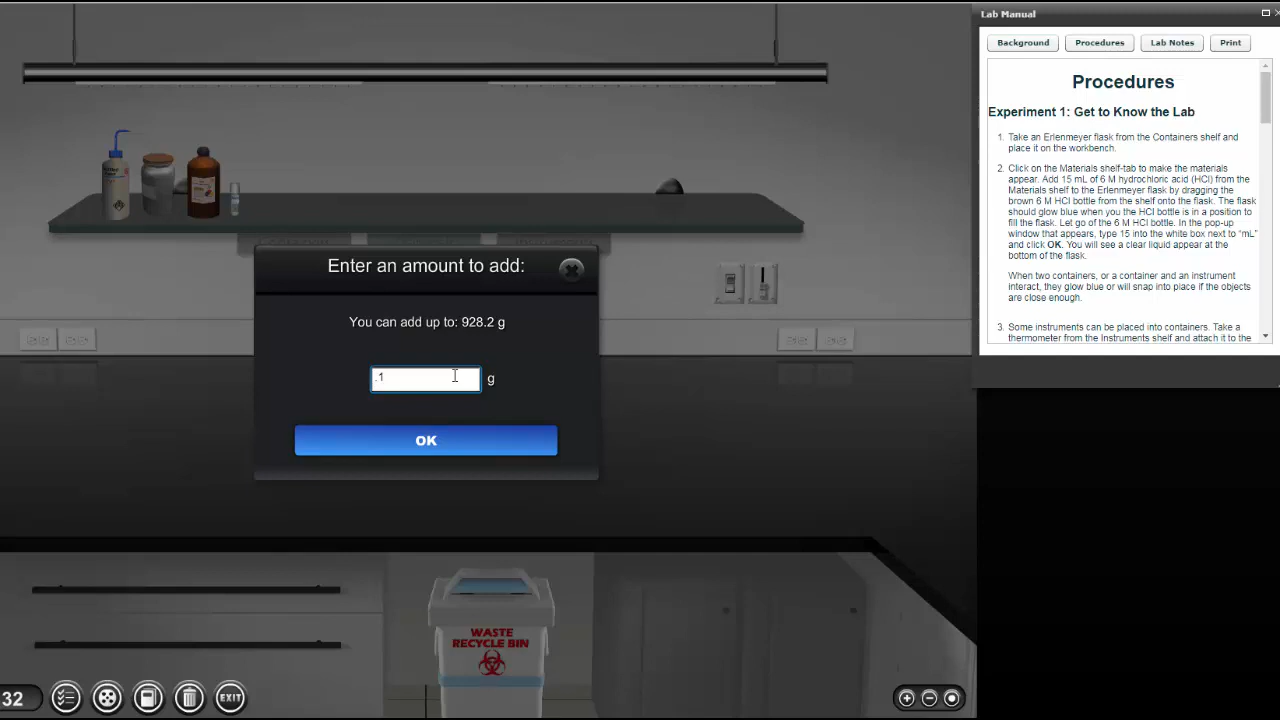 Lab Manual
Background
Procedures
Lab Notes
Print
Procedures
Experiment 1: Get to Know the Lab
1. Take an Erlenmeyer flask from the Containers shelf and
place it on the workbench.
2. Click on the Materials shelf-tab to make the materials
appear. Add 15 mL of 6 M hydrochloric acid (HCl) from the
Materials shelf to the Erlenmeyer flask by dragging the
brown 6 M HCl bottle from the shelf onto the flask. The flask
should glow blue when you the HCl bottle is in a position to
fill the flask. Let go of the 6 M HCl bottle. In the pop-up
window that appears, type 15 into the white box next to “mL”
and click OK. You will see a clear liquid appear at the
bottom of the flask.
When two containers, or a container and an instrument
interact, they glow blue or will snap into place if the objects
are close enough.
3. Some instruments can be placed into containers. Take a
thermometer from the Instruments shelf and attach it to the
Enter an amount to add:
You can add up to: 928.2 g
.1
g
OK
WASTE
RECYCLE BIN
32
EXIT